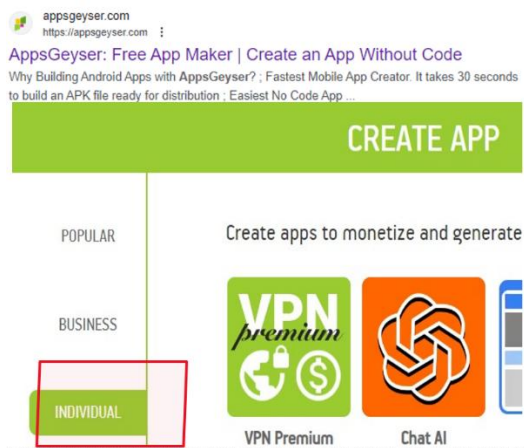 appsgeyser.com
https://appsgeyser.com
AppsGeyser: Free App Maker | Create an App Without Code
Why Building Android Apps with AppsGeyser? ; Fastest Mobile App Creator. It takes 30 seconds
to build an APK file ready for distribution ; Easiest No Code App ...
CREATE APP
POPULAR
Create apps to monetize and generate
BUSINESS
VPN
premium
INDIVIDUAL
VPN Premium
Chat AI